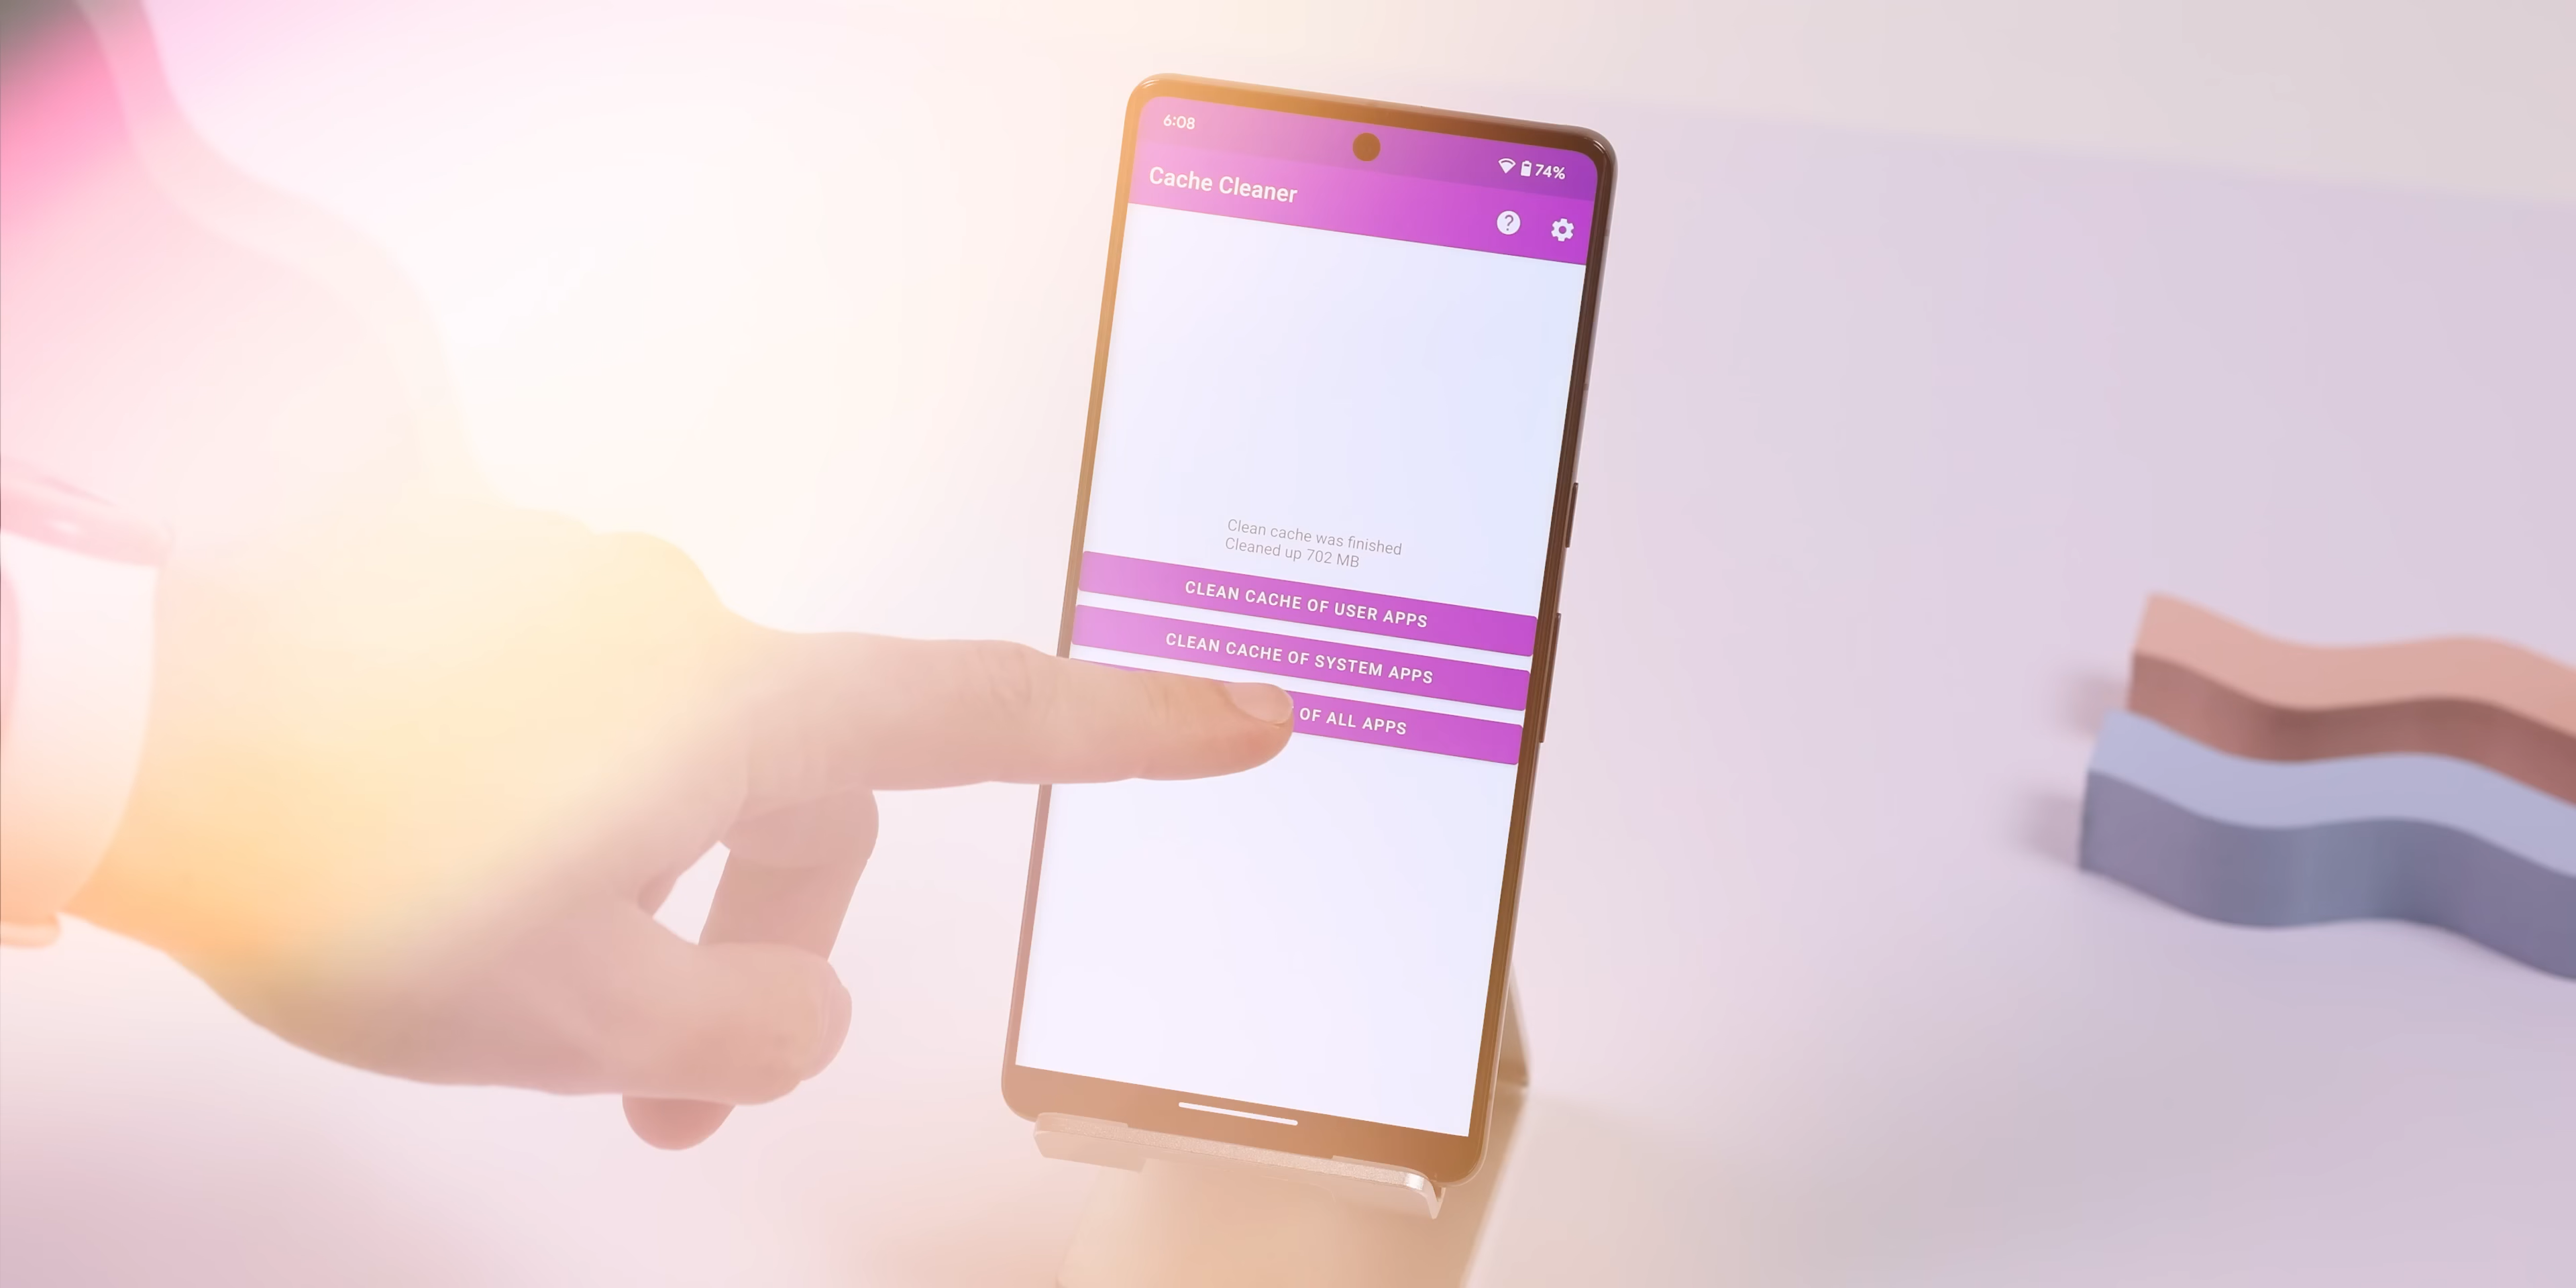 6:08
74%
Cache Cleaner
Clean cache was finished
Cleaned up 702 MB
CLEAN CACHE OF USER APPS
CLEAN CACHE OF SYSTEM APPS
OF ALL APPS